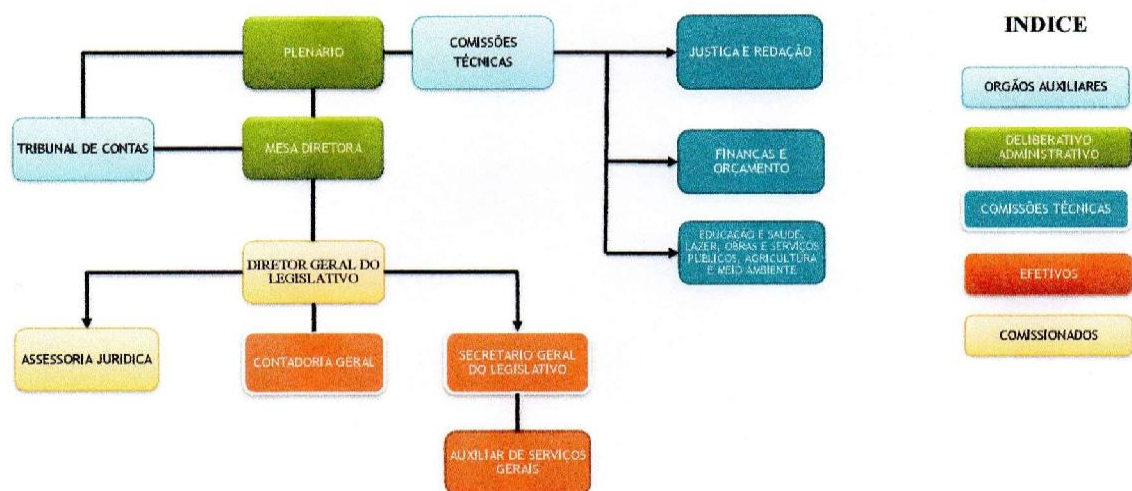 PLENÁRIO
COMISSÕES
TÉCNICAS
JUSTIÇA E REDAÇÃO
TRIBUNAL DE CONTAS
MESA DIRETORA
FINANÇAS E
ORÇAMENTO
EDUCAÇÃO E SAUDE,
LAZER, OBRAS E SERVIÇOS
PUBLICOS, AGRICULTURA
E MEIO AMBIENTE
DIRETOR GERAL DO
LEGISLATIVO
ASSESSORIA JURIDICA
CONTADORIA GERAL
SECRETARIO GERAL
DO LEGISLATIVO
AUXILIAR DE SERVIÇOS
GERAIS
INDICE
ORGÃOS AUXILIARES
DELIBERATIVO
ADMINISTRATIVO
COMISSÕES TÉCNICAS
EFETIVOS
COMISSIONADOS